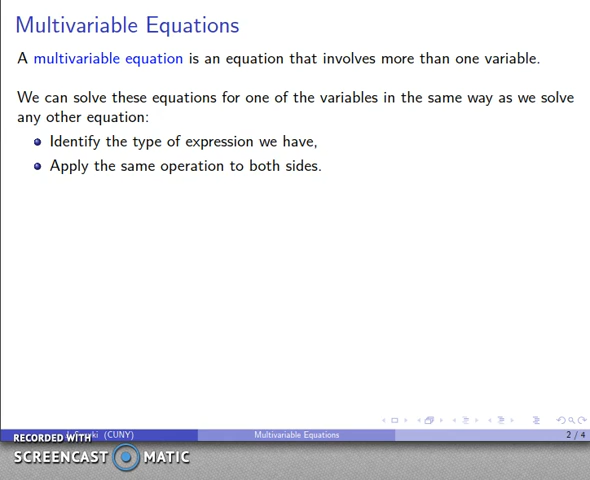 Multivariable Equations
A multivariable equation is an equation that involves more than one variable.
We can solve these equations for one of the variables in the same way as we solve
any other equation:
Identify the type of expression we have,
Apply the same operation to both sides.
(CUNY) Multivariable Equations 2 / 4
RECORDED WITH
SCREENCAST MATIC